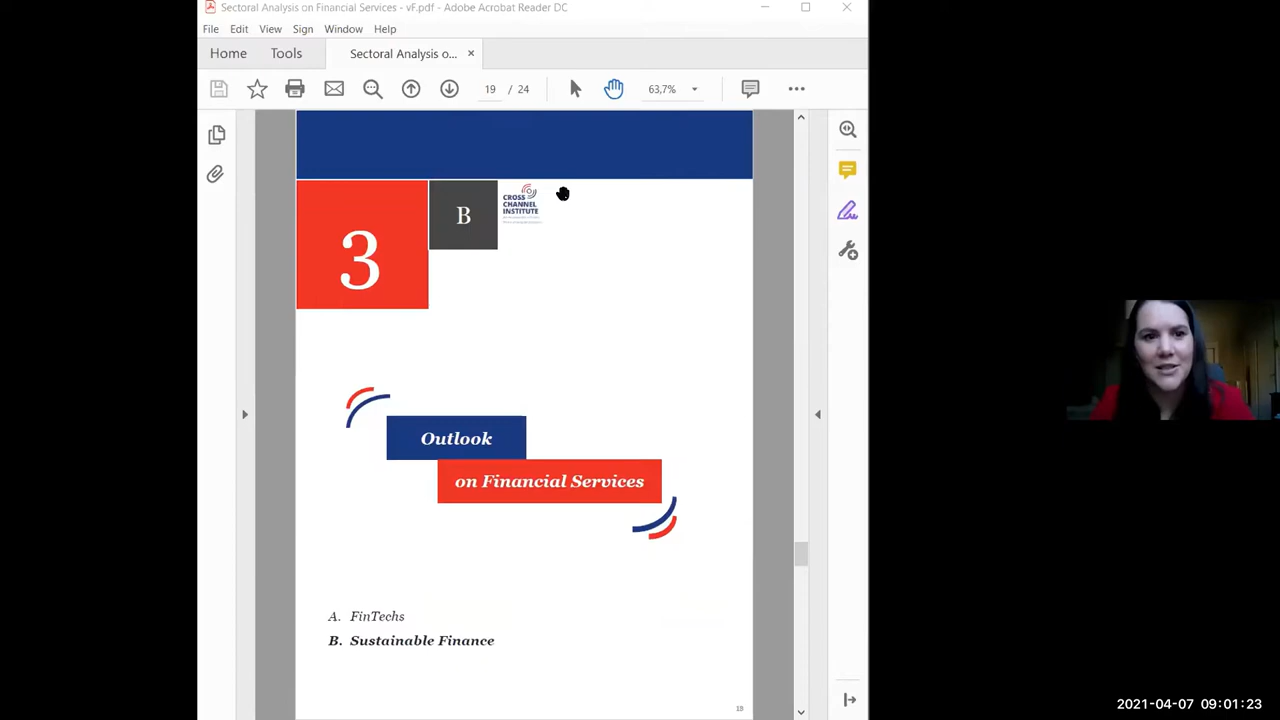 Sectoral Analysis on Financial Services - vF.pdf - Adobe Acrobat Reader DC
File Edit View Sign Window Help
Home Tools Sectoral Analysis o... ×
19 / 24 63,7%
3
B
CROSS
CHANNEL
INSTITUTE
Outlook
on Financial Services
A. FinTechs
B. Sustainable Finance
18
2021-04-07 09:01:23